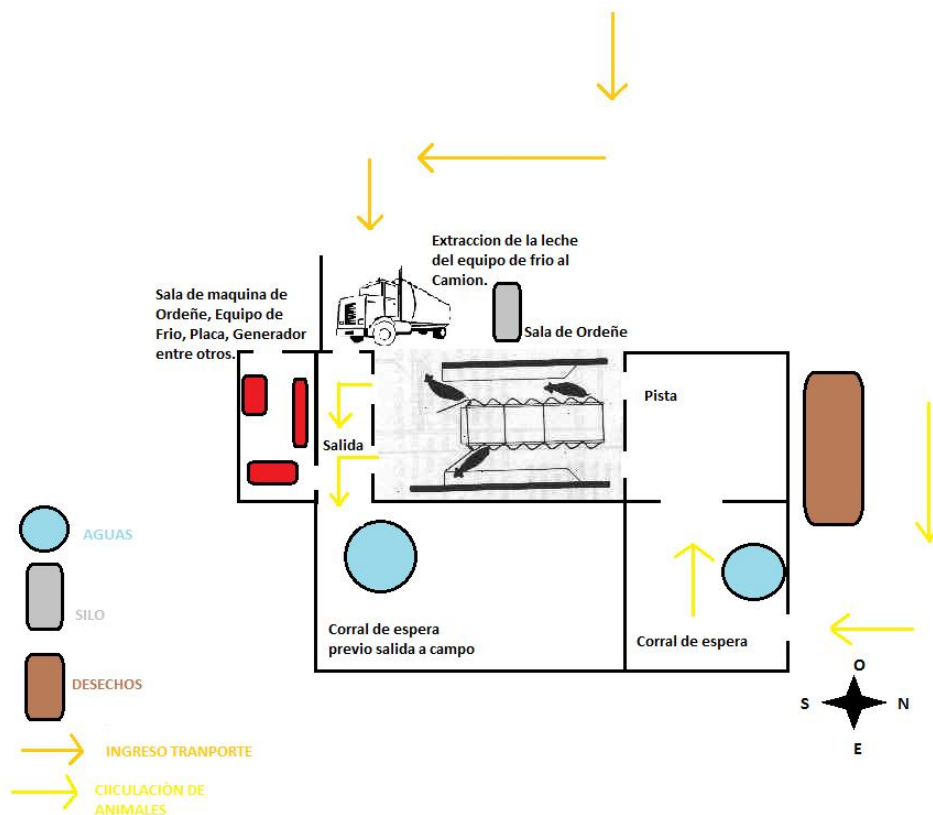 Extraccion de la leche
del equipo de frio al
Camion.
Sala de maquina de
Ordeñe, Equipo de
Frio, Placa, Generador
entre otros.
Sala de Ordeñe
Pista
Salida
AGUAS
SILO
Corral de espera
previo salida a campo
Corral de espera
DESECHOS
O
S
N
E
INGRESO TRANPORTE
CIICULACIÒN DE
ANIMALES